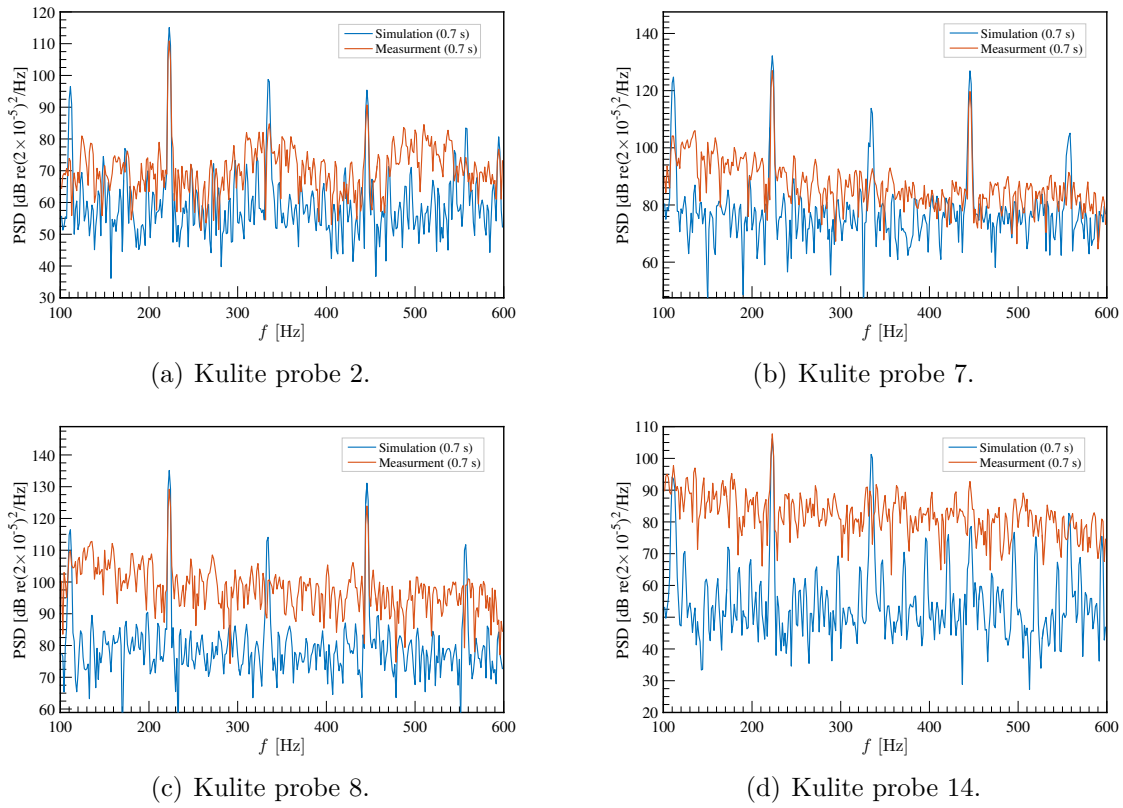 120
110
100
90
80
70
60
50
40
30
100 200 300 400 500 600
PSD [dB re(2×10⁻⁵)²/Hz]
f [Hz]
Simulation (0.7 s)
Measurment (0.7 s)
(a) Kulite probe 2.
140
120
100
80
60
100 200 300 400 500 600
PSD [dB re(2×10⁻⁵)²/Hz]
f [Hz]
Simulation (0.7 s)
Measurment (0.7 s)
(b) Kulite probe 7.
140
130
120
110
100
90
80
70
60
100 200 300 400 500 600
PSD [dB re(2×10⁻⁵)²/Hz]
f [Hz]
Simulation (0.7 s)
Measurment (0.7 s)
(c) Kulite probe 8.
110
100
90
80
70
60
50
40
30
20
100 200 300 400 500 600
PSD [dB re(2×10⁻⁵)²/Hz]
f [Hz]
Simulation (0.7 s)
Measurment (0.7 s)
(d) Kulite probe 14.